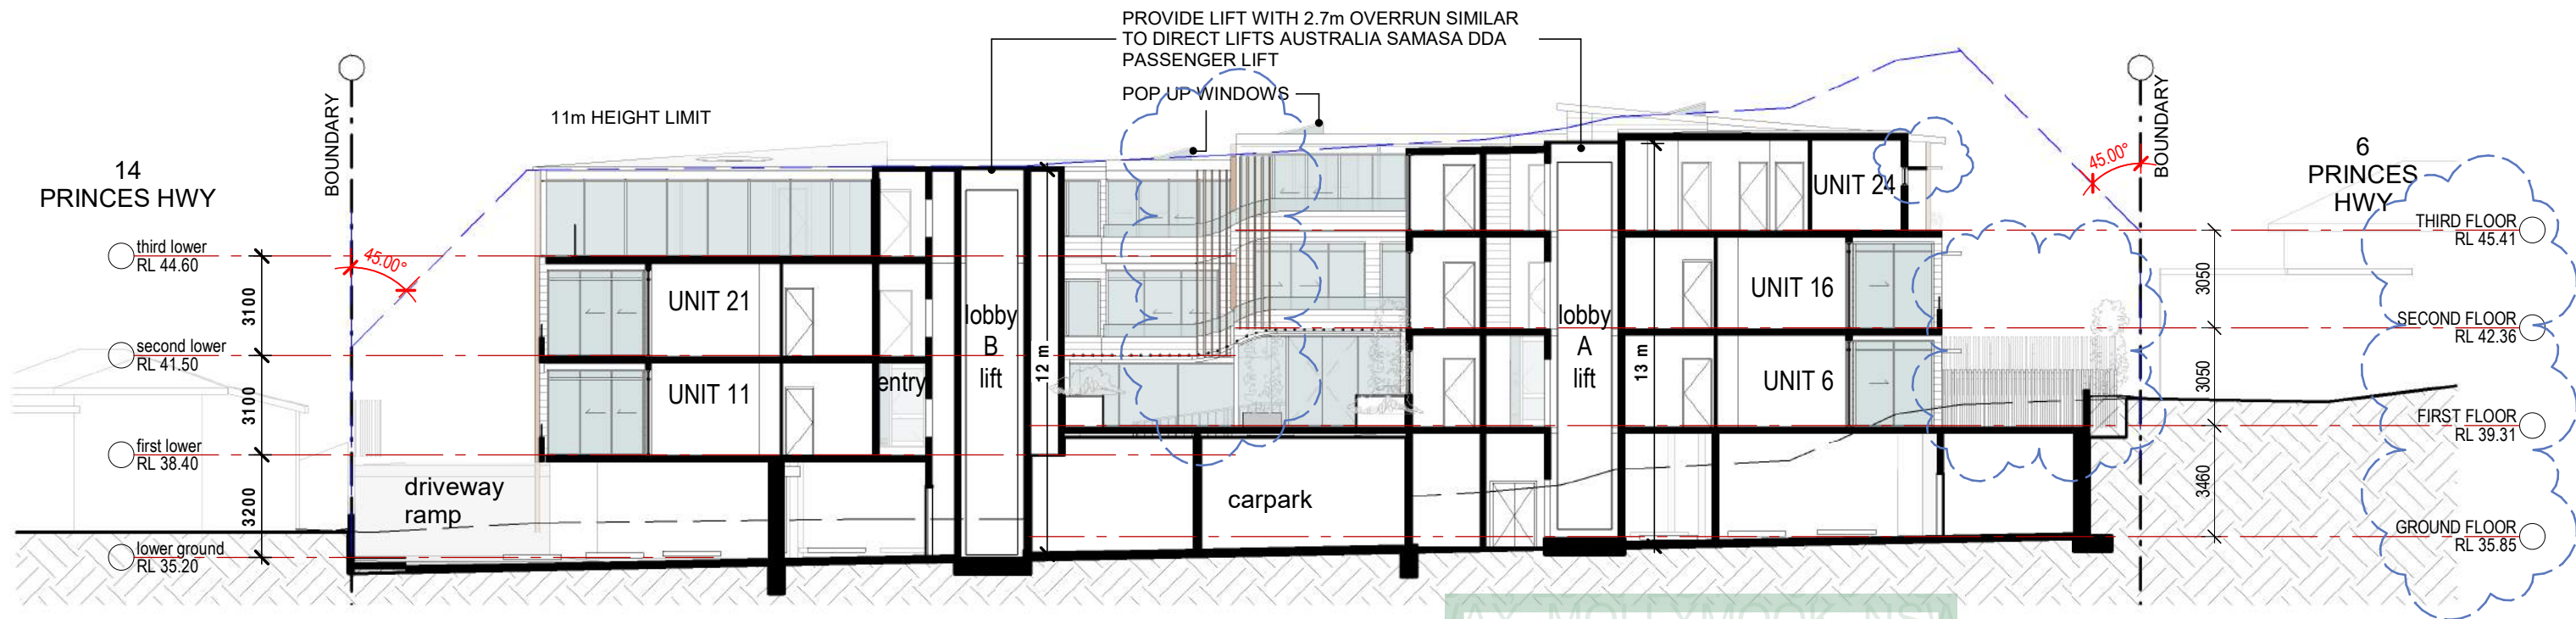 PROVIDE LIFT WITH 2.7m OVERRUN SIMILAR
TO DIRECT LIFTS AUSTRALIA SAMASA DDA
PASSENGER LIFT
POP UP WINDOWS
11m HEIGHT LIMIT
BOUNDARY
BOUNDARY
14
PRINCES HWY
6
PRINCES
HWY
45.00°
45.00°
third lower
RL 44.60
3100
second lower
RL 41.50
3100
first lower
RL 38.40
3200
lower ground
RL 35.20
UNIT 21
UNIT 11
entry
driveway
ramp
lobby
B
lift
12 m
carpark
lobby
A
lift
13 m
UNIT 24
UNIT 16
UNIT 6
THIRD FLOOR
RL 45.41
3050
SECOND FLOOR
RL 42.36
3050
FIRST FLOOR
RL 39.31
3460
GROUND FLOOR
RL 35.85
MOLLYMOOK NSW